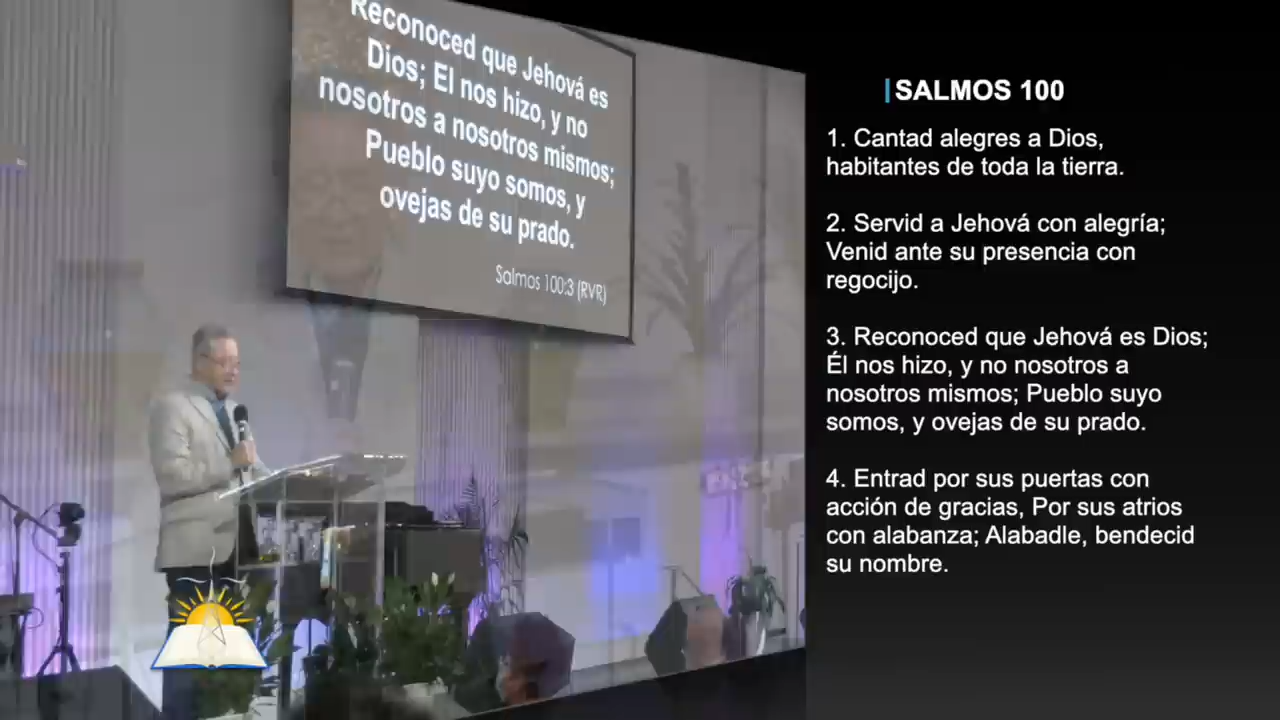 Reconoced que Jehová es
Dios; El nos hizo, y no
nosotros a nosotros mismos;
Pueblo suyo somos, y
ovejas de su prado.
Salmos 100:3 (RVR)
SALMOS 100
1. Cantad alegres a Dios,
habitantes de toda la tierra.
2. Servid a Jehová con alegría;
Venid ante su presencia con
regocijo.
3. Reconoced que Jehová es Dios;
Él nos hizo, y no nosotros a
nosotros mismos; Pueblo suyo
somos, y ovejas de su prado.
4. Entrad por sus puertas con
acción de gracias, Por sus atrios
con alabanza; Alabadle, bendecid
su nombre.